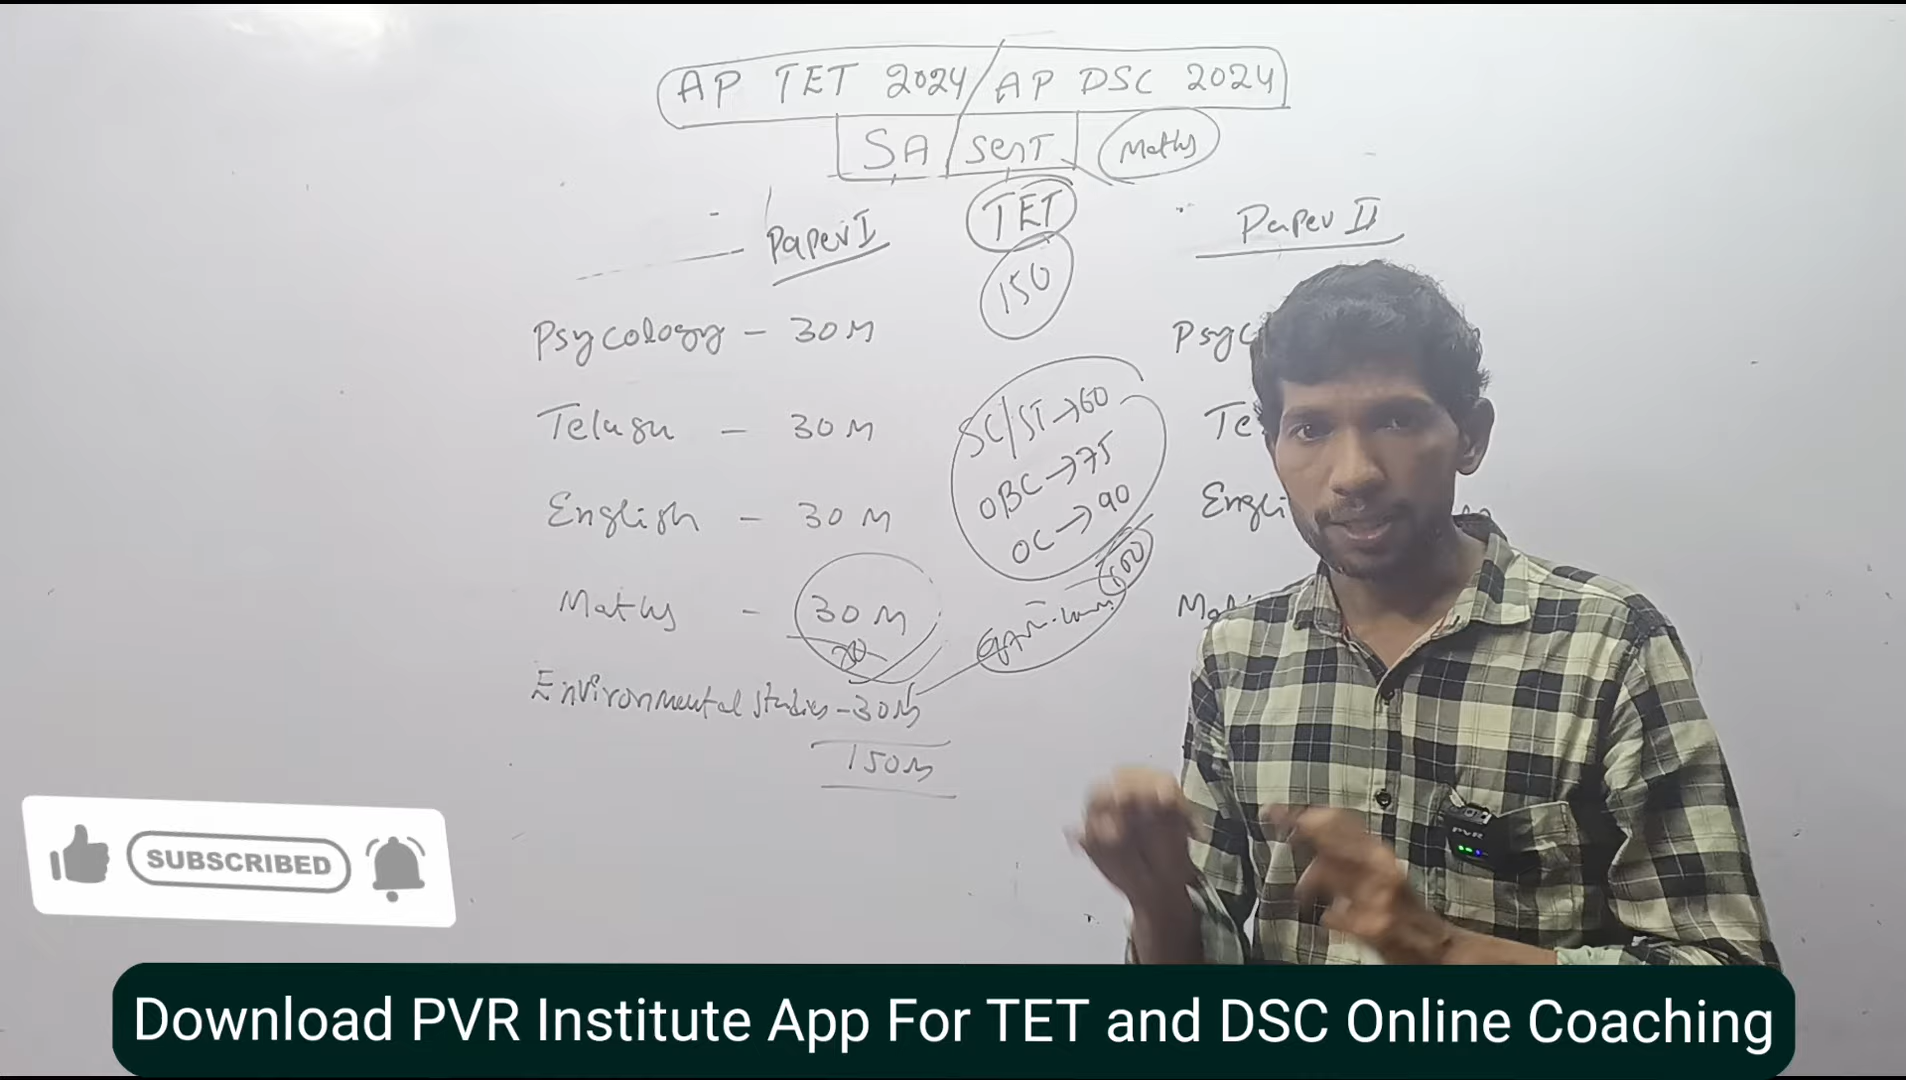 AP TET 2024/AP DSC 2024
SA/SGT Maths
TET
150
Paper I
Psycology - 30M
Telugu - 30M
English - 30M
Maths - 30M
20
Environmental Studies - 30M
150M
SC/ST→60
OBC→75
OC→90
Paper II
Psyc
Te
Engli
Ma
SUBSCRIBED
PVR
Download PVR Institute App For TET and DSC Online Coaching